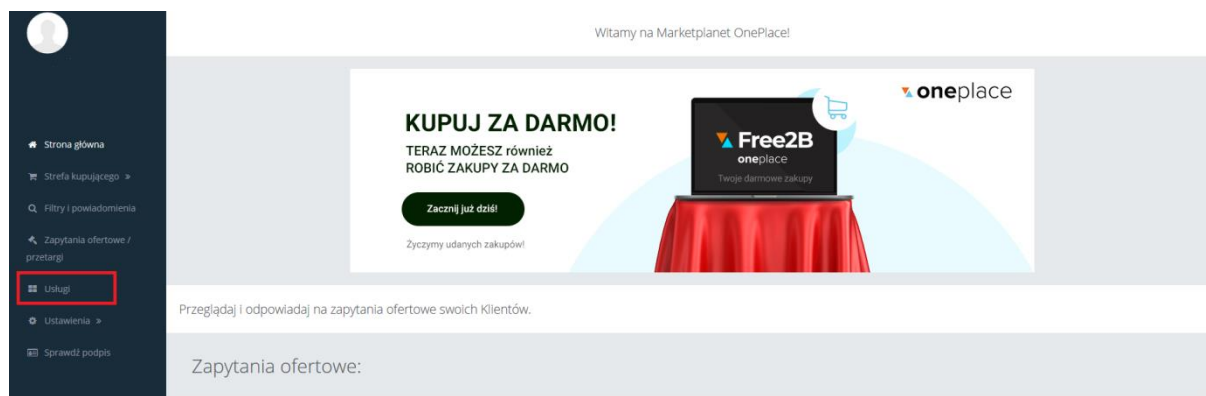 Witamy na Marketplanet OnePlace!
Strona główna
Strefa kupującego »
Filtry i powiadomienia
Zapytania ofertowe /
przetargi
Usługi
Ustawienia »
Sprawdź podpis
KUPUJ ZA DARMO!
TERAZ MOŻESZ również
ROBIĆ ZAKUPY ZA DARMO
Zacznij już dziś!
Życzymy udanych zakupów!
Free2B
oneplace
Twoje darmowe zakupy
oneplace
Przeglądaj i odpowiadaj na zapytania ofertowe swoich Klientów.
Zapytania ofertowe: